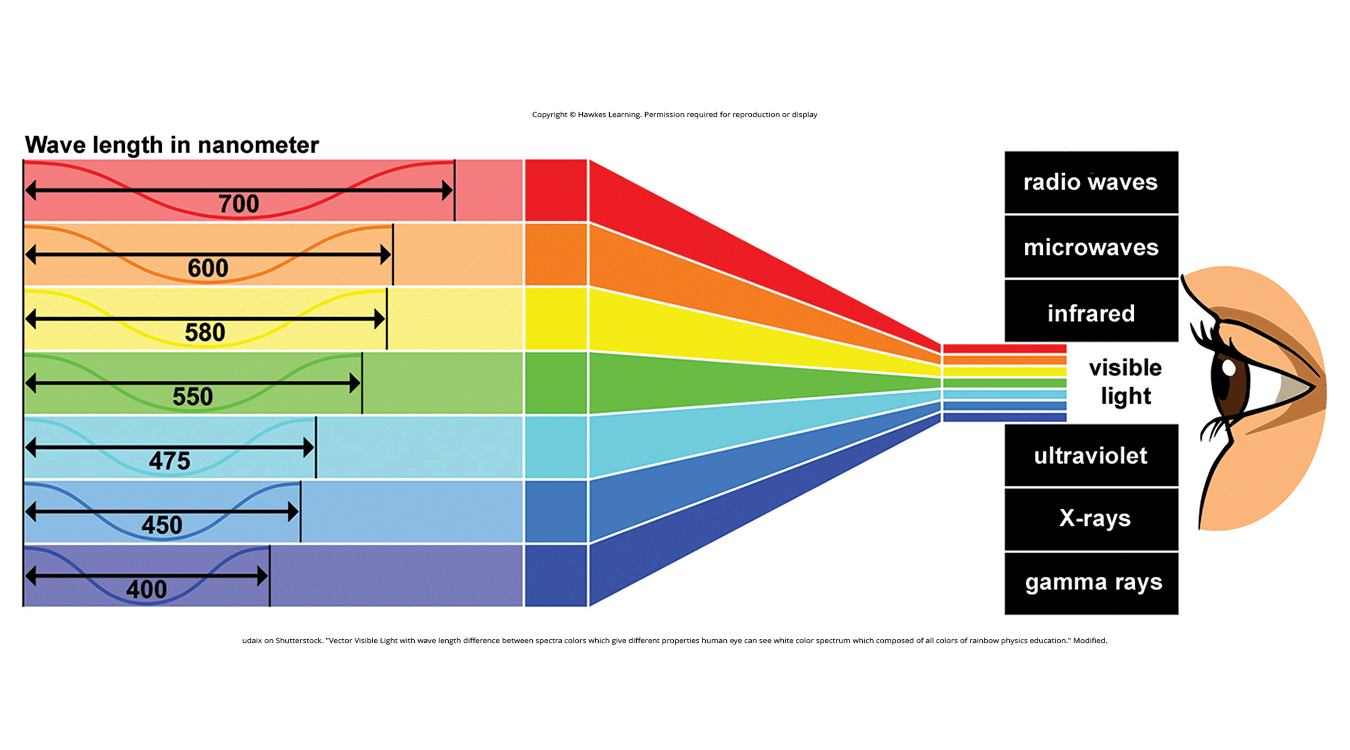 Copyright © Hawkes Learning. Permission required for reproduction or display
Wave length in nanometer
700
600
580
550
475
450
400
radio waves
microwaves
infrared
visible
light
ultraviolet
X-rays
gamma rays
udaix on Shutterstock. "Vector Visible Light with wave length difference between spectra colors which give different properties human eye can see white color spectrum which composed of all colors of rainbow physics education." Modified.